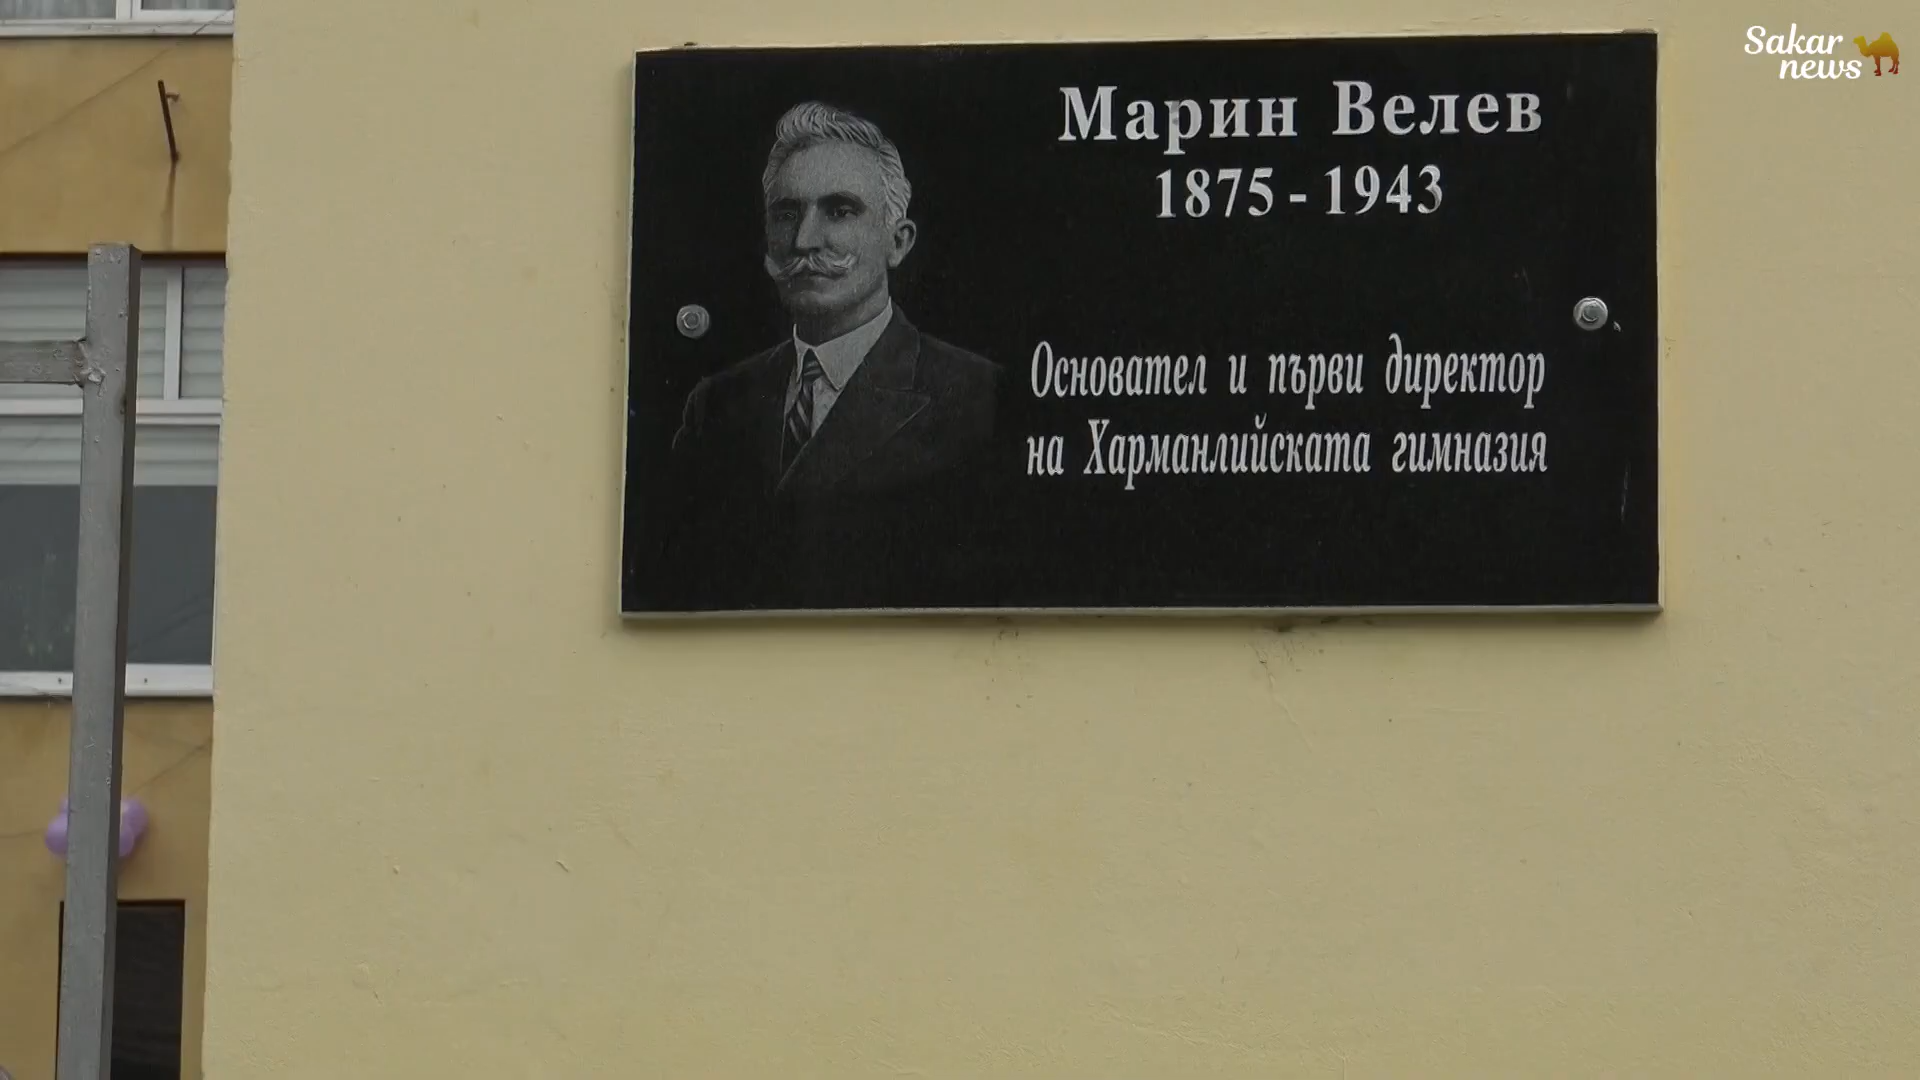 Sakar
news
Марин Велев
1875 - 1943
Основател и първи директор
на Харманлийската гимназия